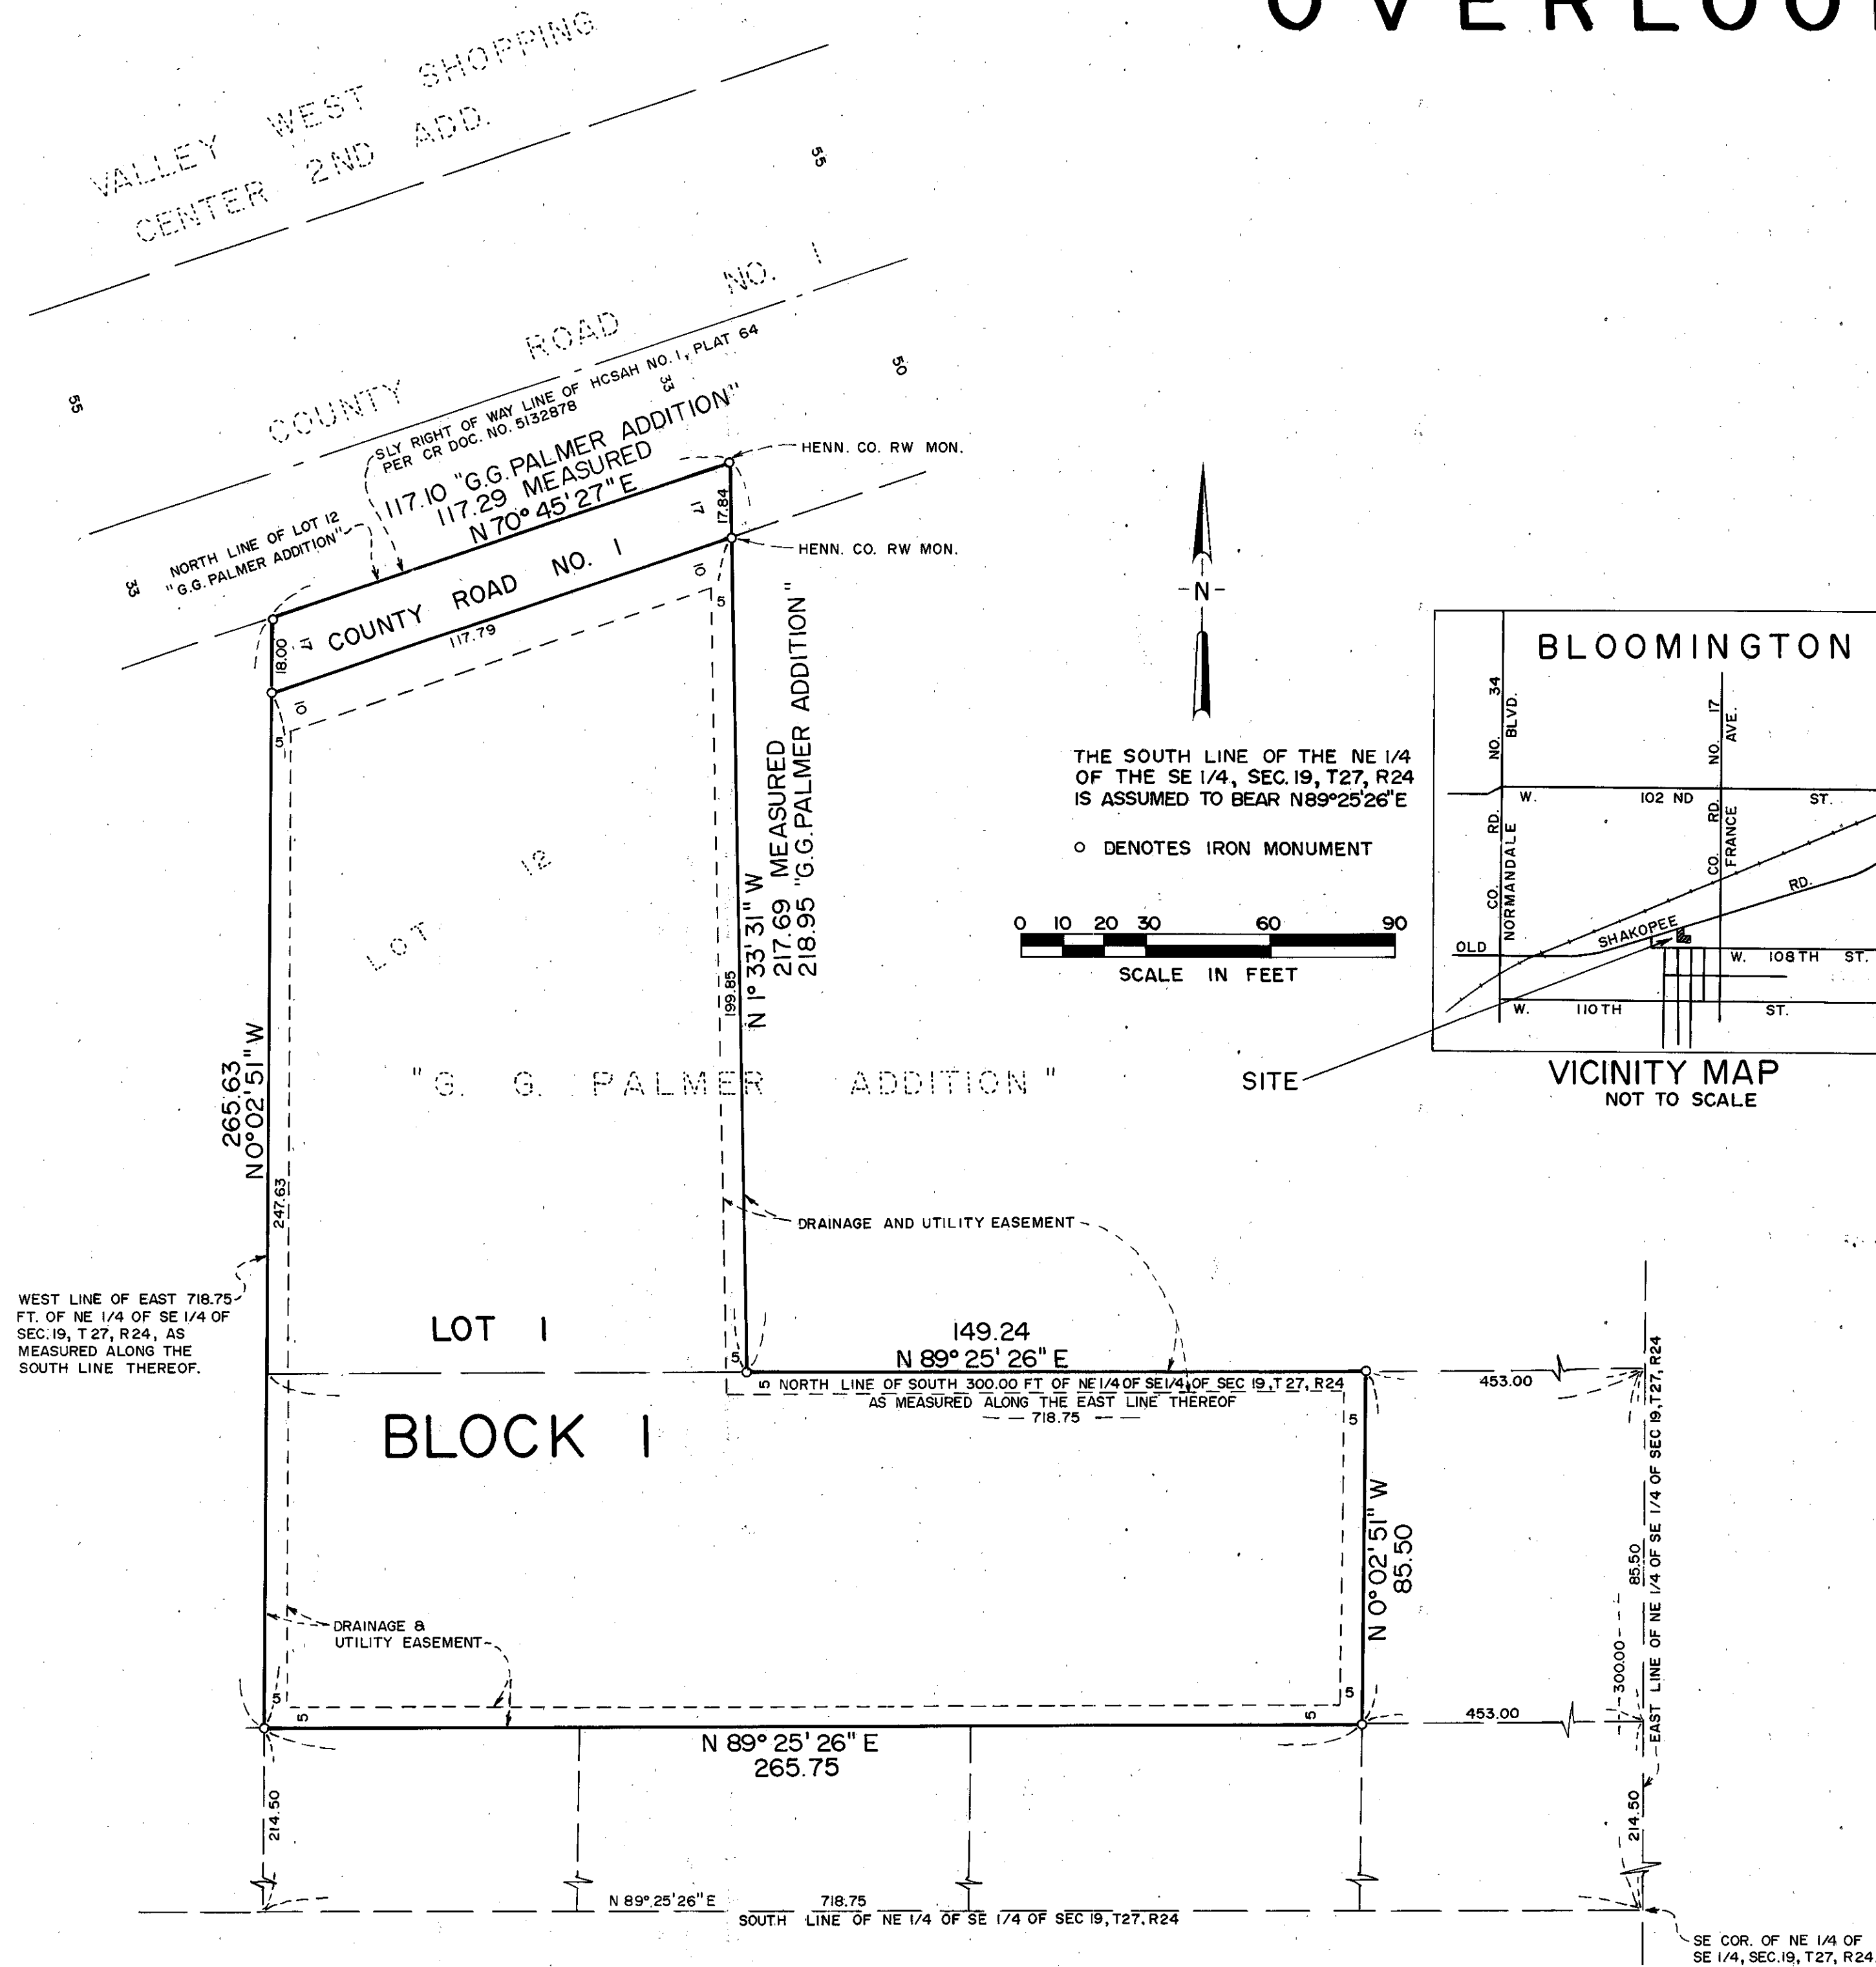 OVERLOO
VALLEY WEST SHOPPING
CENTER 2ND ADD.
55
COUNTY ROAD NO. 1
55
33
50
SLY RIGHT OF WAY LINE OF HCSAH NO. 1, PLAT 64
PER CR DOC. NO. 5132878
117.10 "G.G. PALMER ADDITION"
117.29 MEASURED
N 70° 45' 27" E
NORTH LINE OF LOT 12
"G.G. PALMER ADDITION"
33
HENN. CO. RW MON.
17
17.84
HENN. CO. RW MON.
COUNTY ROAD NO. 1
117.79
18.00
17
10
5
10
5
-N-
THE SOUTH LINE OF THE NE 1/4
OF THE SE 1/4, SEC. 19, T27, R24
IS ASSUMED TO BEAR N89°25'26"E
O DENOTES IRON MONUMENT
0 10 20 30 60 90
SCALE IN FEET
BLOOMINGTON
CO. RD. NO. 34
NORMANDALE BLVD.
CO. RD. NO. 17
FRANCE AVE.
W. 102 ND ST.
OLD SHAKOPEE RD.
W. 108TH ST.
W. 110TH ST.
SITE
VICINITY MAP
NOT TO SCALE
LOT 12
"G. G. PALMER ADDITION"
199.85
N 1° 33' 31" W
217.69 MEASURED
218.95 "G.G. PALMER ADDITION"
265.63
N0°02'51"W
247.63
DRAINAGE AND UTILITY EASEMENT
WEST LINE OF EAST 718.75
FT. OF NE 1/4 OF SE 1/4 OF
SEC. 19, T 27, R 24, AS
MEASURED ALONG THE
SOUTH LINE THEREOF.
LOT 1
BLOCK 1
149.24
N 89° 25' 26" E
5
5
NORTH LINE OF SOUTH 300.00 FT OF NE 1/4 OF SE 1/4 OF SEC 19, T 27, R24
AS MEASURED ALONG THE EAST LINE THEREOF
— — 718.75 — —
453.00
5
N 0° 02' 51" W
85.50
85.50
300.00
EAST LINE OF NE 1/4 OF SE 1/4 OF SEC 19, T27, R24
DRAINAGE &
UTILITY EASEMENT
5
5
5
5
453.00
N 89° 25' 26" E
265.75
214.50
214.50
N 89° 25' 26" E 718.75
SOUTH LINE OF NE 1/4 OF SE 1/4 OF SEC 19, T27, R24
SE COR. OF NE 1/4 OF
SE 1/4, SEC. 19, T27, R24